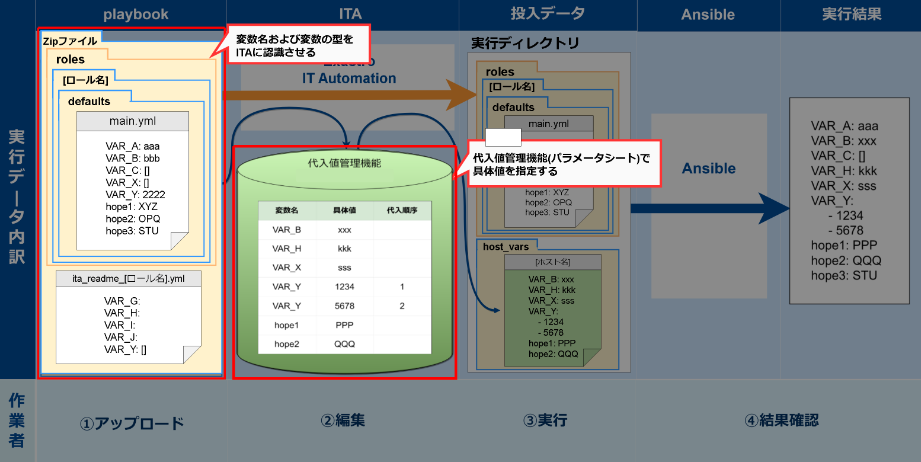 playbook
ITA
投入データ
Ansible
実行結果
実行データ内訳
Zipファイル
roles
[ロール名]
defaults
main.yml
VAR_A: aaa
VAR_B: bbb
VAR_C: []
VAR_X: []
VAR_Y: 2222
hope1: XYZ
hope2: OPQ
hope3: STU
ita_readme_[ロール名].yml
VAR_G:
VAR_H:
VAR_I:
VAR_J:
VAR_Y: []
変数名および変数の型を
ITAに認識させる
IT Automation
代入値管理機能
変数名 具体値 代入順序
VAR_B xxx
VAR_H kkk
VAR_X sss
VAR_Y 1234 1
VAR_Y 5678 2
hope1 PPP
hope2 QQQ
実行ディレクトリ
roles
[ロール名]
defaults
main.yml
代入値管理機能(パラメータシート)で
具体値を指定する
hope1: XYZ
hope2: OPQ
hope3: STU
host_vars
[ホスト名]
VAR_B: xxx
VAR_H: kkk
VAR_X: sss
VAR_Y:
- 1234
- 5678
hope1: PPP
hope2: QQQ
Ansible
VAR_A: aaa
VAR_B: xxx
VAR_C: []
VAR_H: kkk
VAR_X: sss
VAR_Y:
- 1234
- 5678
hope1: PPP
hope2: QQQ
hope3: STU
作業者
①アップロード
②編集
③実行
④結果確認